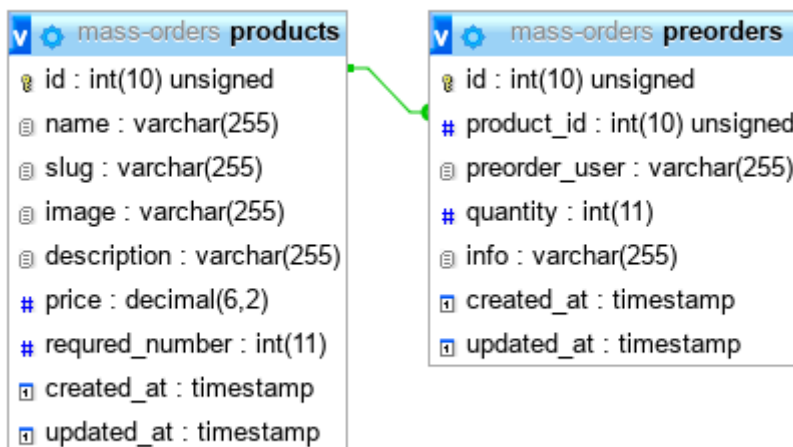 v mass-orders products
id : int(10) unsigned
name : varchar(255)
slug : varchar(255)
image : varchar(255)
description : varchar(255)
# price : decimal(6,2)
# requred_number : int(11)
created_at : timestamp
updated_at : timestamp
v mass-orders preorders
id : int(10) unsigned
# product_id : int(10) unsigned
preorder_user : varchar(255)
# quantity : int(11)
info : varchar(255)
created_at : timestamp
updated_at : timestamp